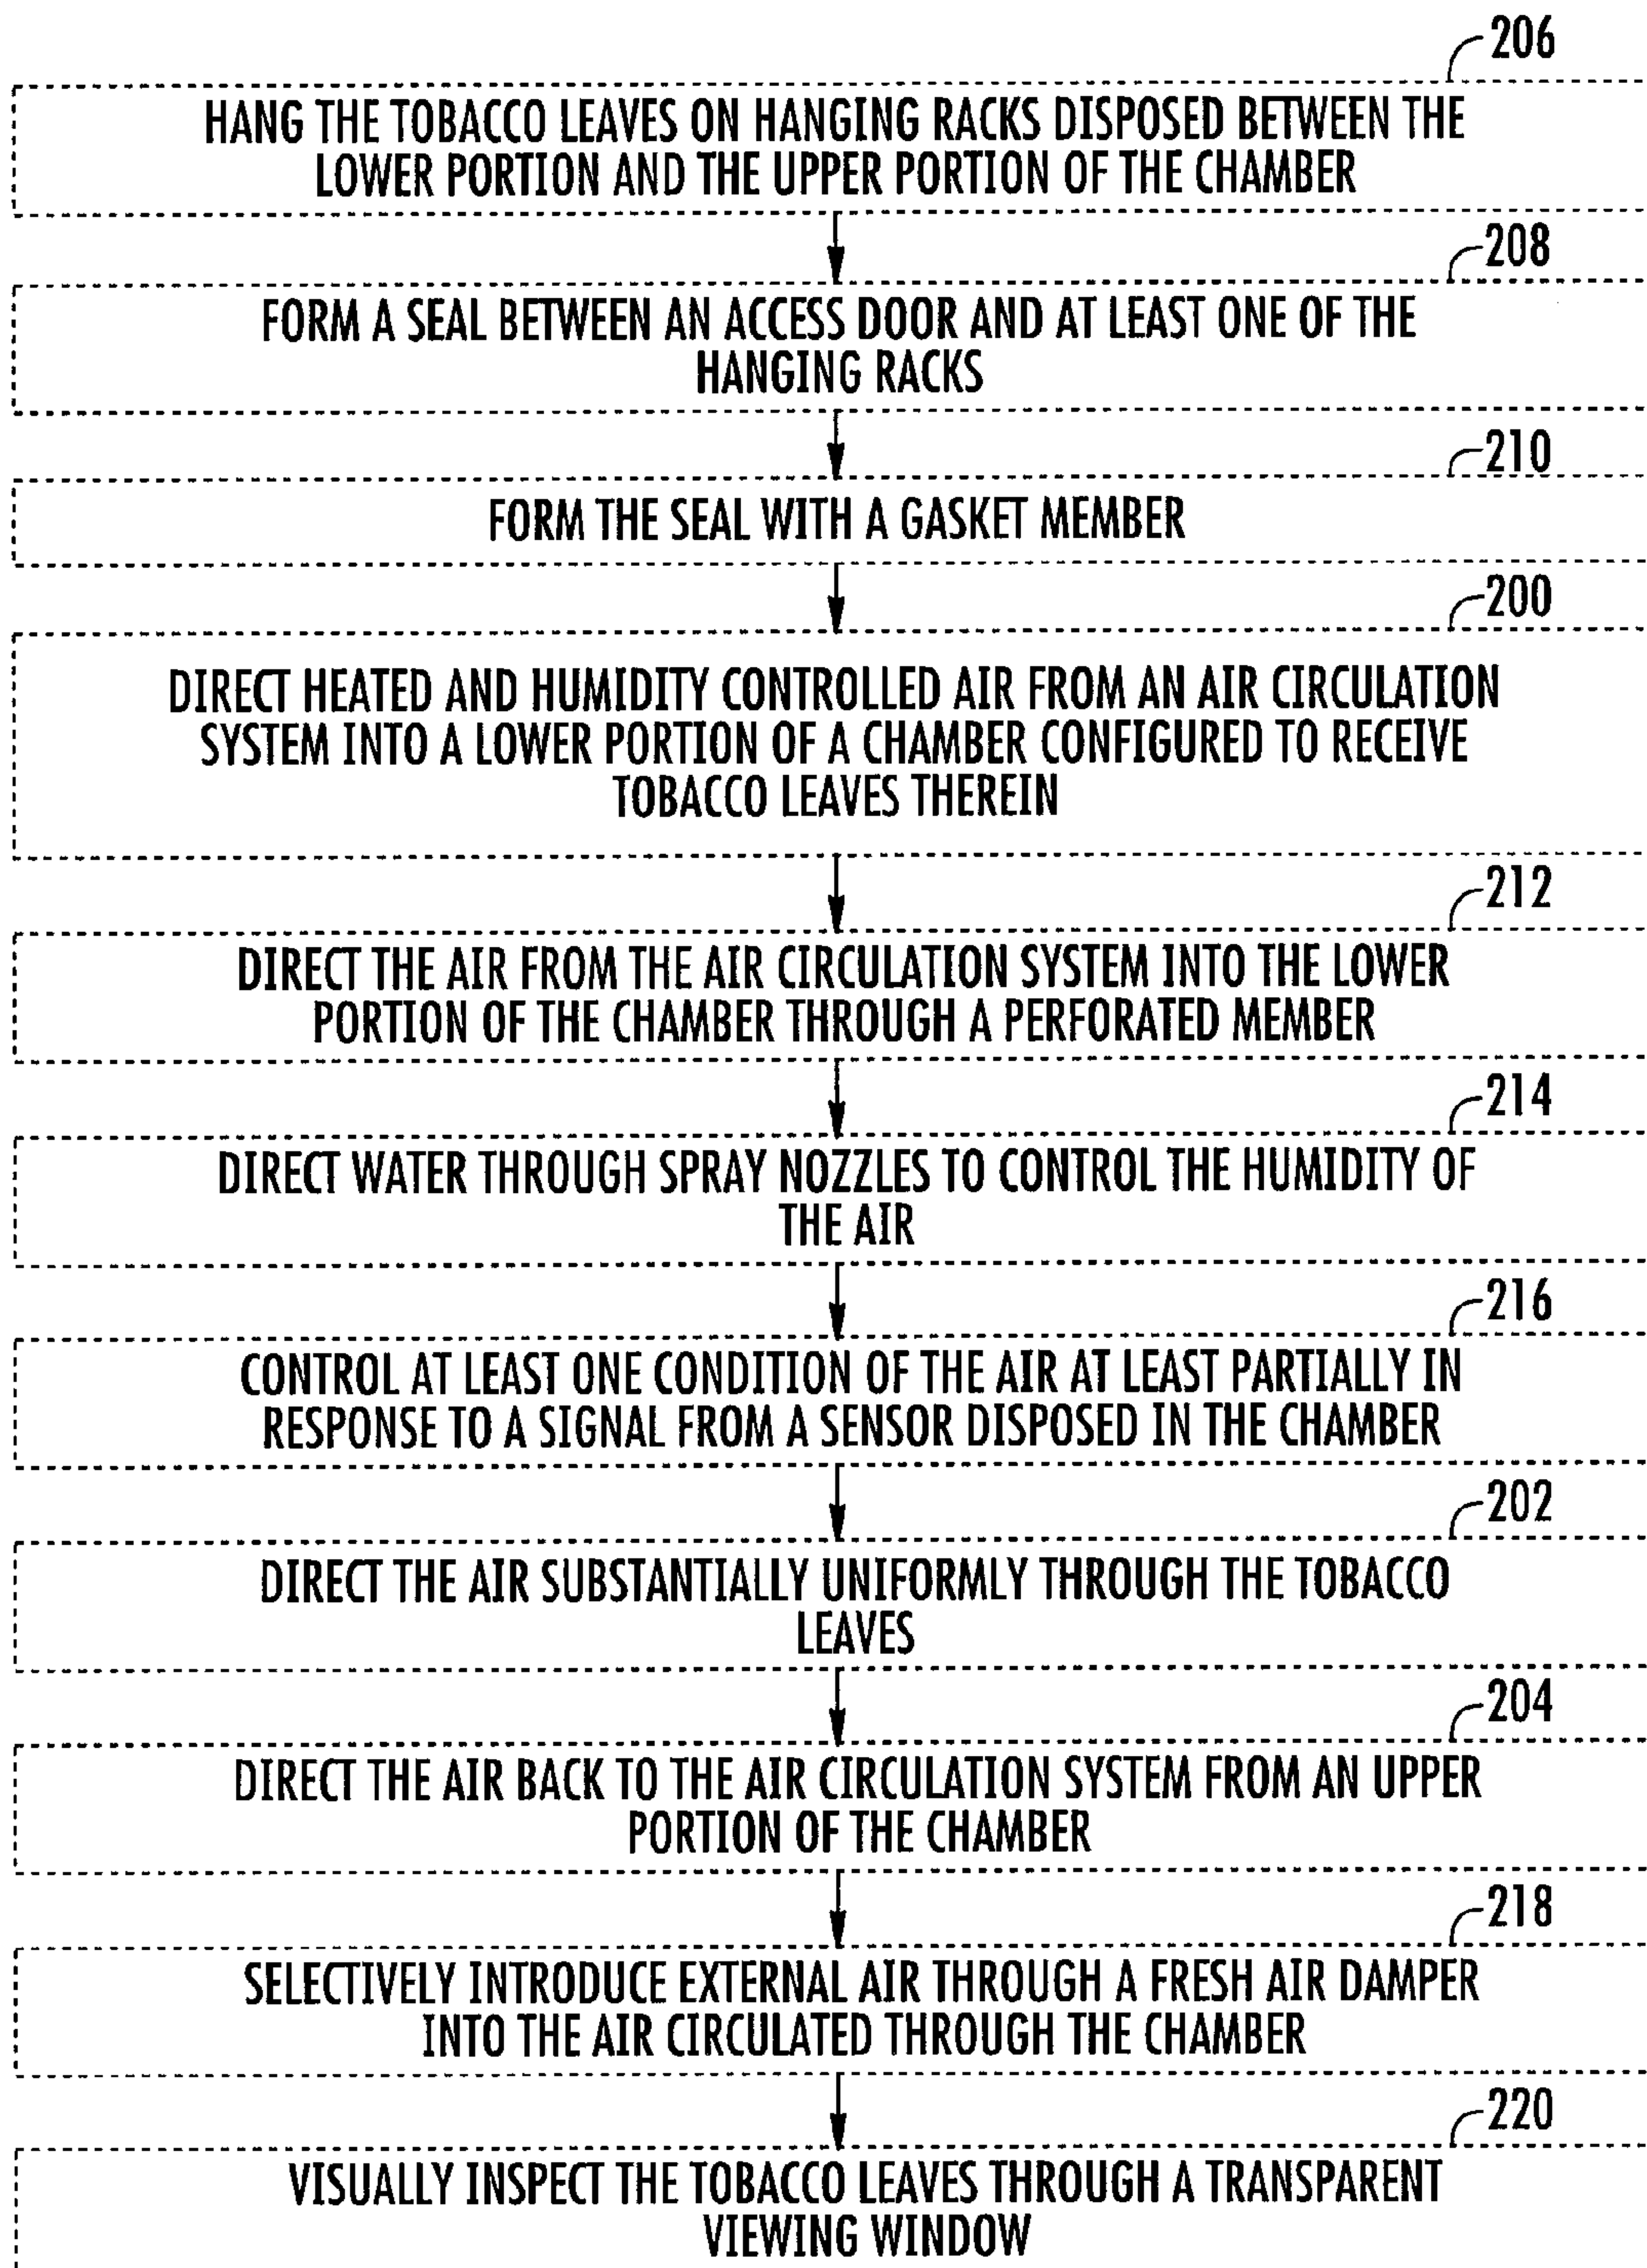 206
HANG THE TOBACCO LEAVES ON HANGING RACKS DISPOSED BETWEEN THE
LOWER PORTION AND THE UPPER PORTION OF THE CHAMBER
208
FORM A SEAL BETWEEN AN ACCESS DOOR AND AT LEAST ONE OF THE
HANGING RACKS
210
FORM THE SEAL WITH A GASKET MEMBER
200
DIRECT HEATED AND HUMIDITY CONTROLLED AIR FROM AN AIR CIRCULATION
SYSTEM INTO A LOWER PORTION OF A CHAMBER CONFIGURED TO RECEIVE
TOBACCO LEAVES THEREIN
212
DIRECT THE AIR FROM THE AIR CIRCULATION SYSTEM INTO THE LOWER
PORTION OF THE CHAMBER THROUGH A PERFORATED MEMBER
214
DIRECT WATER THROUGH SPRAY NOZZLES TO CONTROL THE HUMIDITY OF
THE AIR
216
CONTROL AT LEAST ONE CONDITION OF THE AIR AT LEAST PARTIALLY IN
RESPONSE TO A SIGNAL FROM A SENSOR DISPOSED IN THE CHAMBER
202
DIRECT THE AIR SUBSTANTIALLY UNIFORMLY THROUGH THE TOBACCO
LEAVES
204
DIRECT THE AIR BACK TO THE AIR CIRCULATION SYSTEM FROM AN UPPER
PORTION OF THE CHAMBER
218
SELECTIVELY INTRODUCE EXTERNAL AIR THROUGH A FRESH AIR DAMPER
INTO THE AIR CIRCULATED THROUGH THE CHAMBER
220
VISUALLY INSPECT THE TOBACCO LEAVES THROUGH A TRANSPARENT
VIEWING WINDOW